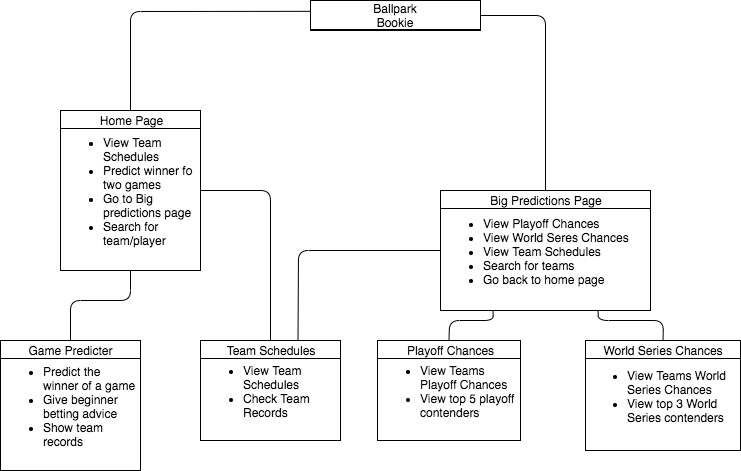 Ballpark
Bookie
Home Page
• View Team
Schedules
• Predict winner fo
two games
• Go to Big
predictions page
• Search for
team/player
Big Predictions Page
• View Playoff Chances
• View World Seres Chances
• View Team Schedules
• Search for teams
• Go back to home page
Game Predicter
• Predict the
winner of a game
• Give beginner
betting advice
• Show team
records
Team Schedules
• View Team
Schedules
• Check Team
Records
Playoff Chances
• View Teams
Playoff Chances
• View top 5 playoff
contenders
World Series Chances
• View Teams World
Series Chances
• View top 3 World
Series contenders